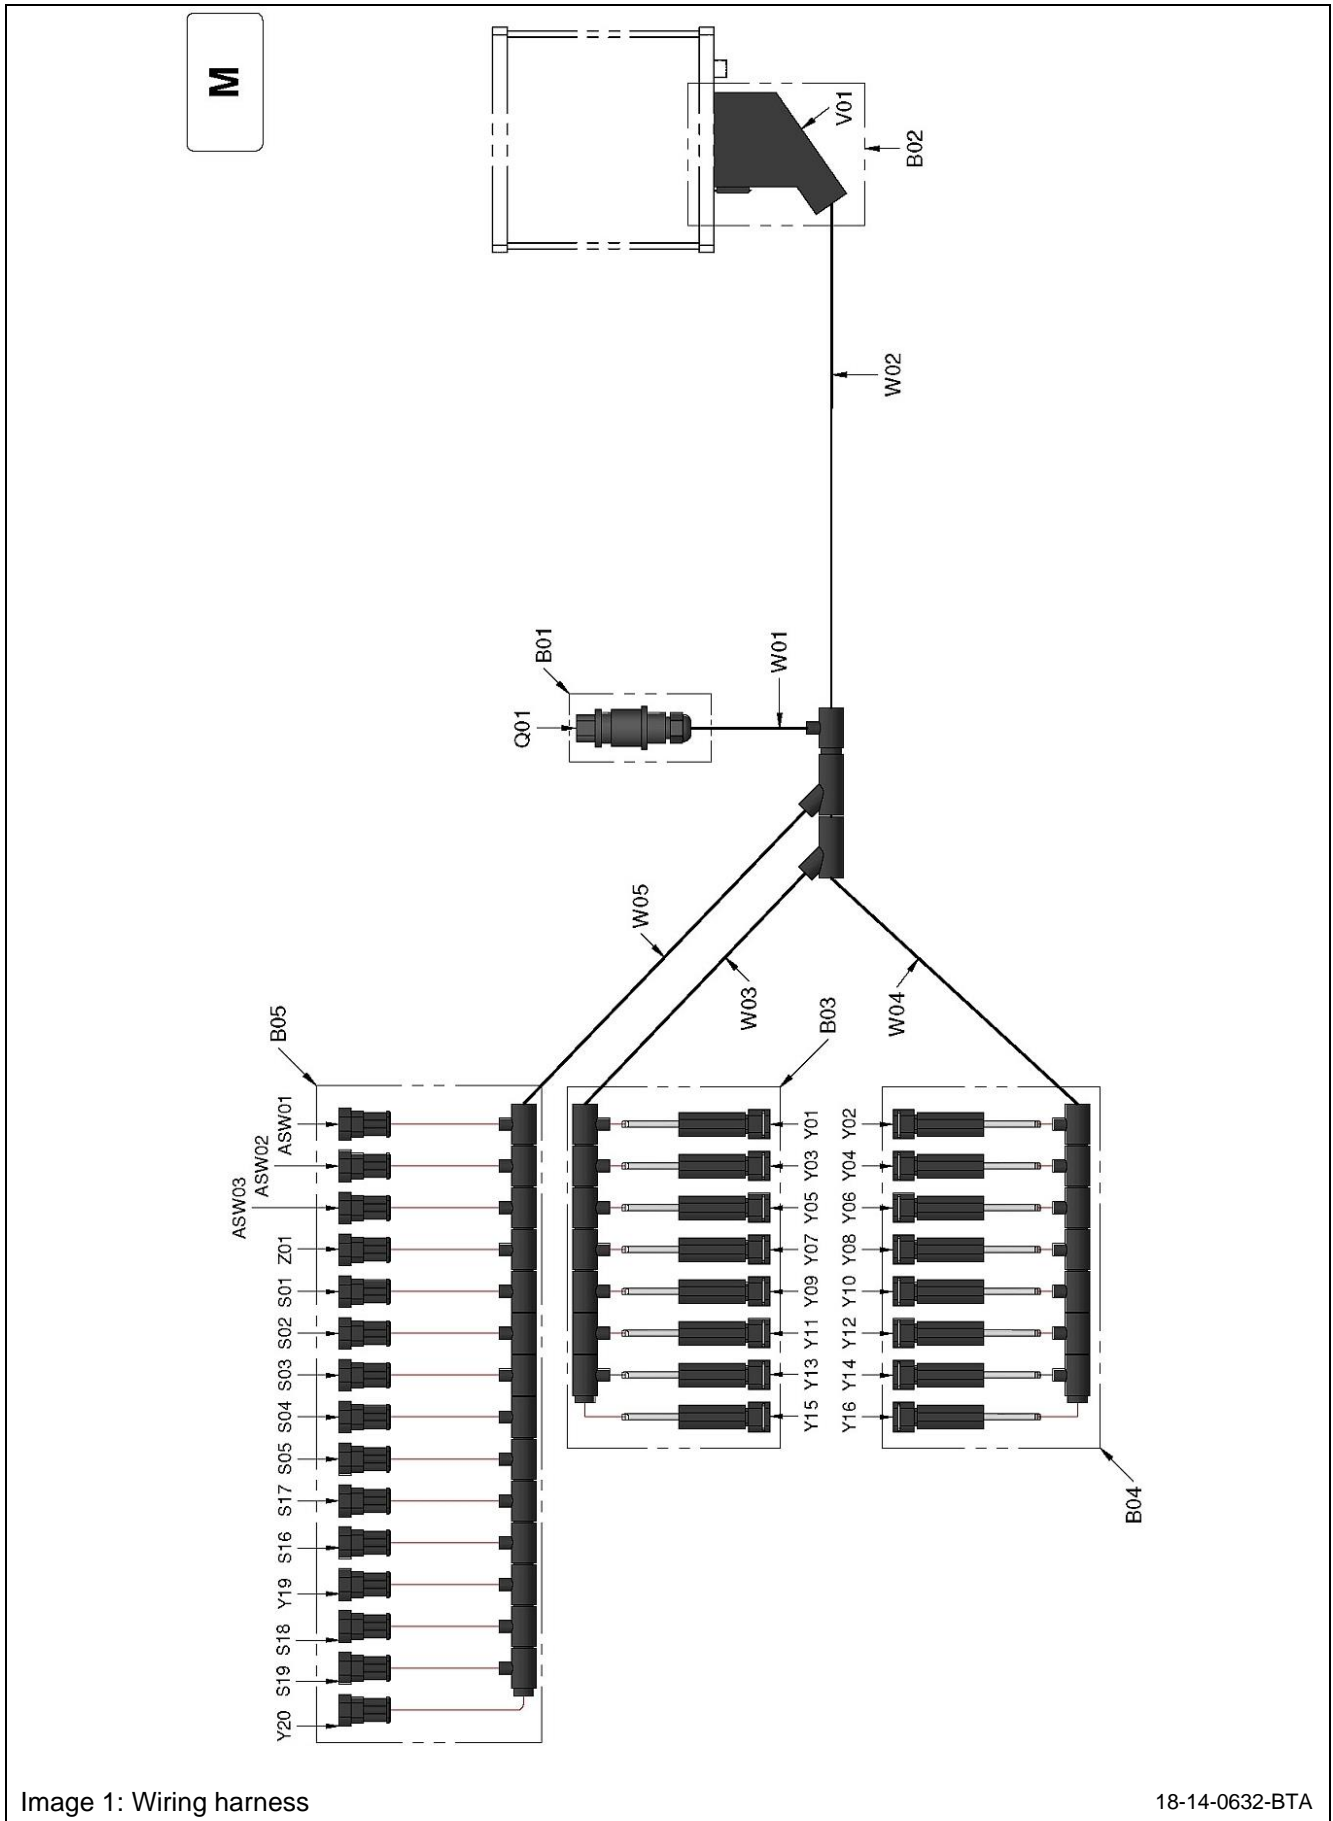 M
V01
B02
W02
B01
Q01
W01
W05
W03
W04
B05
B03
ASW01
ASW02
ASW03
Z01
S01
S02
S03
S04
S05
S17
S16
Y19
S18
S19
Y20
Y01 Y02
Y03 Y04
Y05 Y06
Y07 Y08
Y09 Y10
Y11 Y12
Y13 Y14
Y15 Y16
B04
Image 1: Wiring harness
18-14-0632-BTA